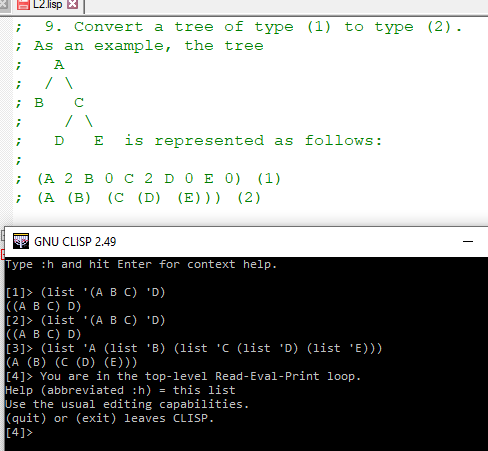 L2.lisp
;  9. Convert a tree of type (1) to type (2).
; As an example, the tree
;   A
;  / \
; B   C
;    / \
;   D   E  is represented as follows:
;
; (A 2 B 0 C 2 D 0 E 0) (1)
; (A (B) (C (D) (E))) (2)
GNU CLISP 2.49
Type :h and hit Enter for context help.
[1]> (list '(A B C) 'D)
((A B C) D)
[2]> (list '(A B C) 'D)
((A B C) D)
[3]> (list 'A (list 'B) (list 'C (list 'D) (list 'E)))
(A (B) (C (D) (E)))
[4]> You are in the top-level Read-Eval-Print loop.
Help (abbreviated :h) = this list
Use the usual editing capabilities.
(quit) or (exit) leaves CLISP.
[4]>